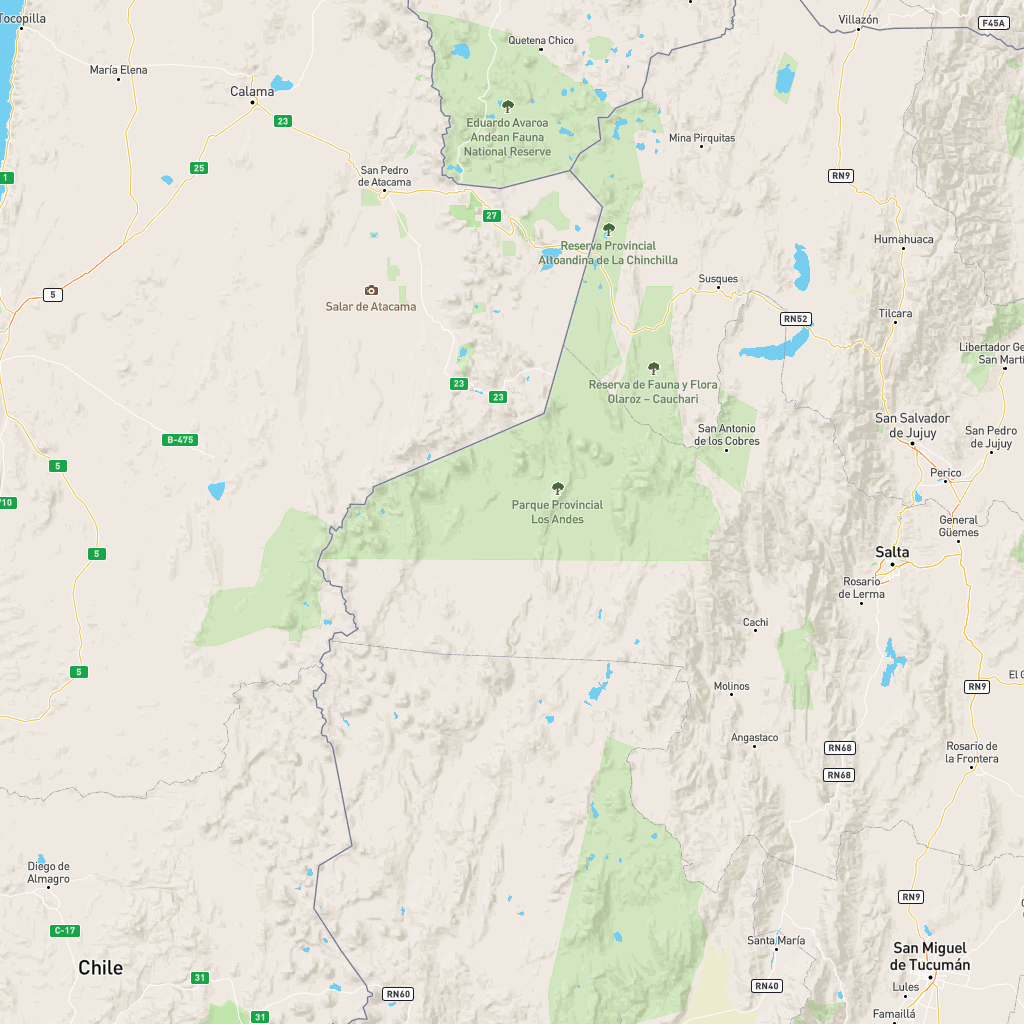 Tocopilla
Villazón
F45A
Quetena Chico
María Elena
Calama
Eduardo Avaroa
Andean Fauna
National Reserve
23
Mina Pirquitas
25
San Pedro
de Atacama
1
RN9
27
Reserva Provincial
Altoandina de La Chinchilla
Humahuaca
Susques
5
Salar de Atacama
Tilcara
RN52
Libertador Ge
San Martí
23
23
Reserva de Fauna y Flora
Olaroz – Cauchari
San Salvador
de Jujuy
San Antonio
de los Cobres
San Pedro
de Jujuy
B-475
5
Perico
710
Parque Provincial
Los Andes
General
Güemes
5
Salta
Rosario
de Lerma
Cachi
5
Molinos
RN9
El G
Angastaco
RN68
RN68
Rosario de
la Frontera
Diego de
Almagro
RN9
C-17
Santa María
San Miguel
de Tucumán
Chile
31
RN60
RN40
Lules
31
Famaillá